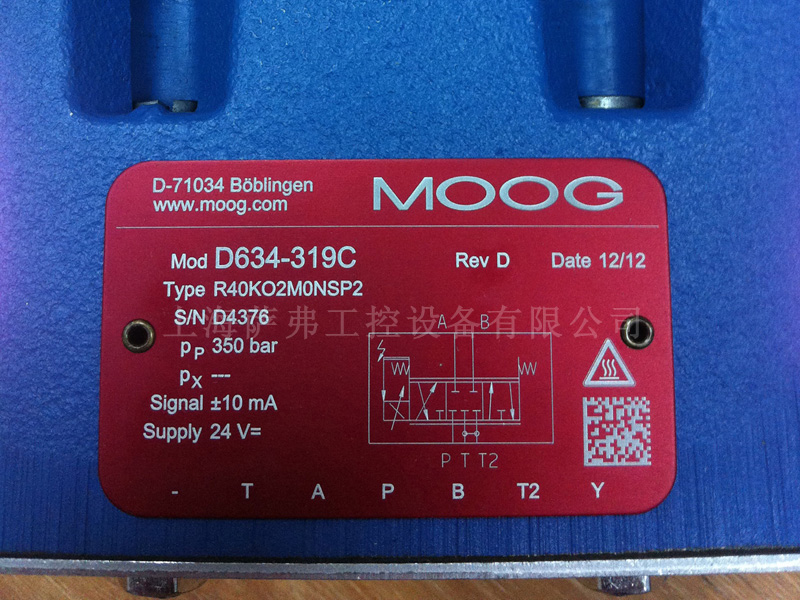 D-71034 Böblingen
MOOG
www.moog.com
Mod D634-319C
Rev D
Date 12/12
Type R40KO2M0NSP2
S/N D4376
上海萨弗工控设备有限公司
pP 350 bar
pX ---
Signal ±10 mA
Supply 24 V=
A B
P T T2
- T A P B T2 Y